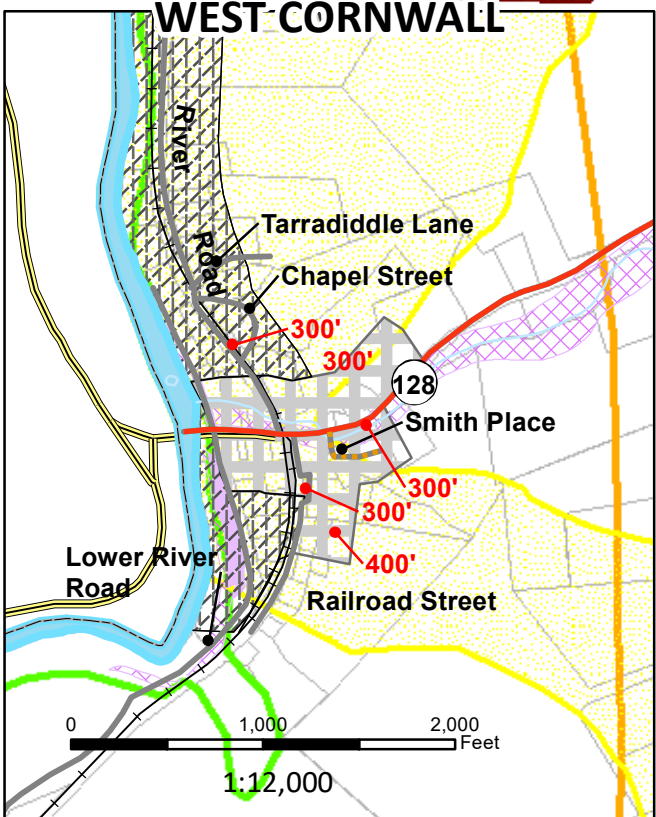 WEST CORNWALL
River
Road
Tarradiddle Lane
Chapel Street
300'
300'
128
Smith Place
300'
300'
400'
Lower River
Road
Railroad Street
0 1,000 2,000
Feet
1:12,000